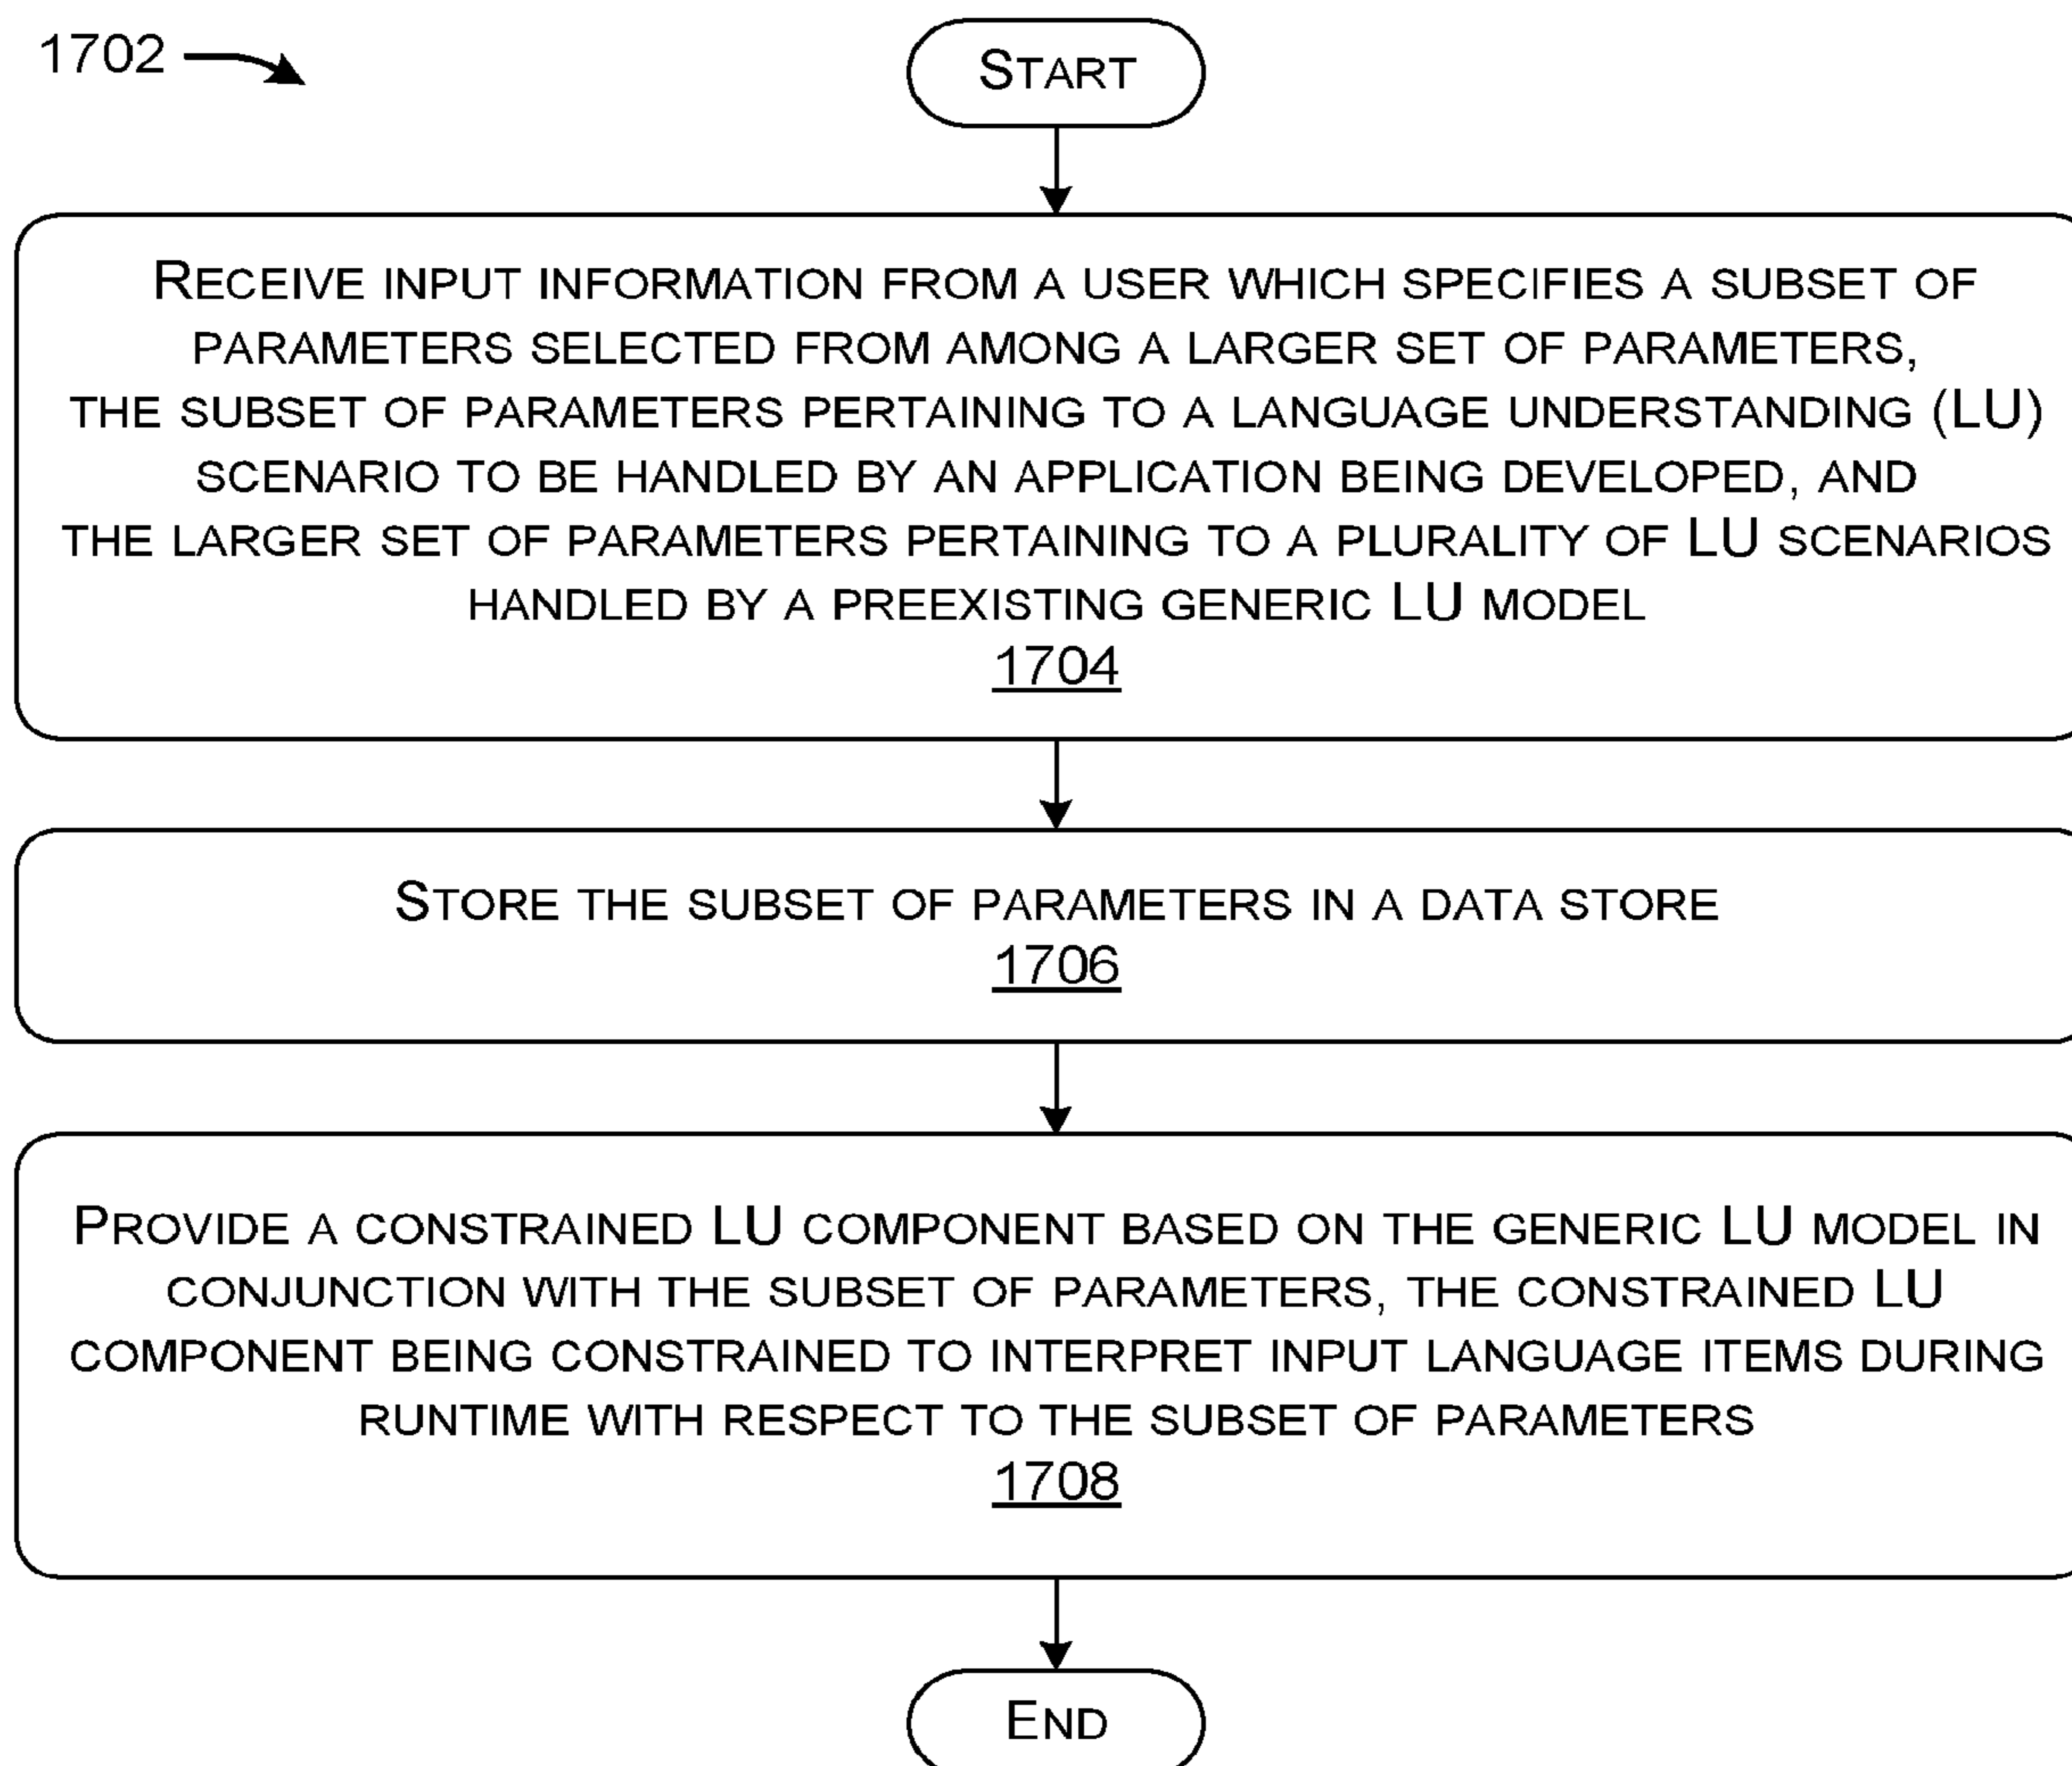 1702
START
RECEIVE INPUT INFORMATION FROM A USER WHICH SPECIFIES A SUBSET OF
PARAMETERS SELECTED FROM AMONG A LARGER SET OF PARAMETERS,
THE SUBSET OF PARAMETERS PERTAINING TO A LANGUAGE UNDERSTANDING (LU)
SCENARIO TO BE HANDLED BY AN APPLICATION BEING DEVELOPED, AND
THE LARGER SET OF PARAMETERS PERTAINING TO A PLURALITY OF LU SCENARIOS
HANDLED BY A PREEXISTING GENERIC LU MODEL
1704
STORE THE SUBSET OF PARAMETERS IN A DATA STORE
1706
PROVIDE A CONSTRAINED LU COMPONENT BASED ON THE GENERIC LU MODEL IN
CONJUNCTION WITH THE SUBSET OF PARAMETERS, THE CONSTRAINED LU
COMPONENT BEING CONSTRAINED TO INTERPRET INPUT LANGUAGE ITEMS DURING
RUNTIME WITH RESPECT TO THE SUBSET OF PARAMETERS
1708
END